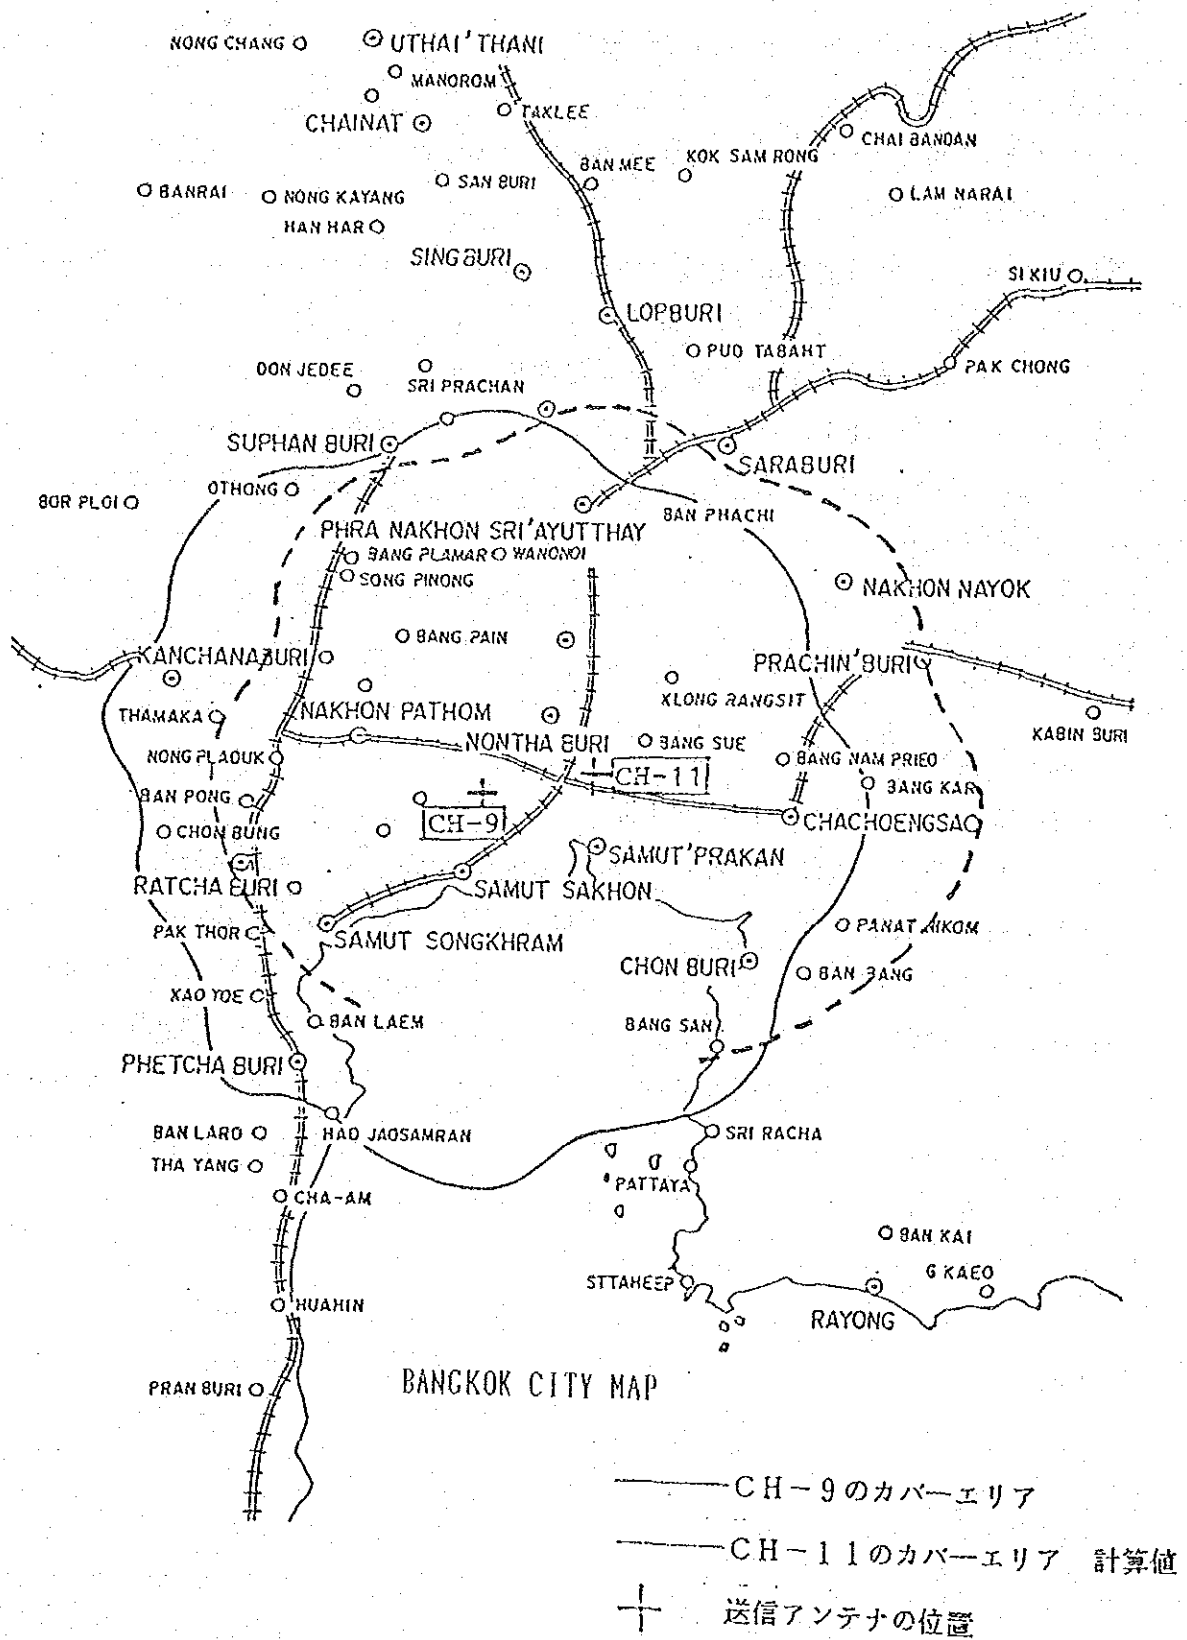 NONG CHANG
UTHAI'THANI
MANOROM
CHAINAT
TAKLEE
CHAI BANDAN
BAN MEE
KOK SAM RONG
BANRAI
NONG KAYANG
SAN BURI
LAM NARAI
HAN HAR
SING BURI
SI KIU
LOPBURI
PUD TABAHT
PAK CHONG
DON JEDEE
SRI PRACHAN
SUPHAN BURI
SARABURI
OTHONG
BOR PLOI
BAN PHACHI
PHRA NAKHON SRI'AYUTTHAY
BANG PLAMAR
WANGNOI
SONG PINONG
NAKHON NAYOK
BANG PAIN
KANCHANABURI
PRACHIN'BURI
KLONG RANGSIT
THAMAKA
NAKHON PATHOM
KABIN BURI
NONTHA BURI
BANG SUE
NONG PLADUK
BANG NAM PRIEO
CH-11
BAN PONG
BANG KAR
CH-9
CHON BUNG
CHACHOENGSAO
SAMUT'PRAKAN
RATCHA BURI
SAMUT SAKHON
PAK THOR
SAMUT SONGKHRAM
PANAT NIKOM
CHON BURI
BAN BANG
KAO YOE
BAN LAEM
BANG SAN
PHETCHA BURI
BAN LARD
HAD JAOSAMRAN
SRI RACHA
THA YANG
PATTAYA
CHA-AM
BAN KAI
STTAHEEP
G KAEO
HUAHIN
RAYONG
PRAN BURI
BANGKOK CITY MAP
CH-9のカバーエリア
CH-11のカバーエリア 計算値
送信アンテナの位置